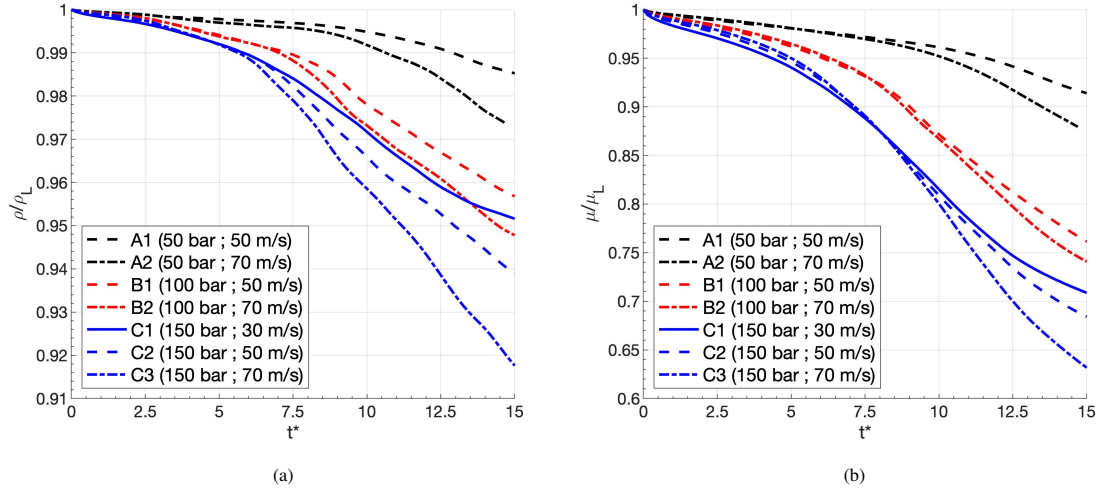 1
0.99
0.98
0.97
0.96
0.95
0.94
0.93
0.92
0.91
ρ/ρL
A1 (50 bar ; 50 m/s)
A2 (50 bar ; 70 m/s)
B1 (100 bar ; 50 m/s)
B2 (100 bar ; 70 m/s)
C1 (150 bar ; 30 m/s)
C2 (150 bar ; 50 m/s)
C3 (150 bar ; 70 m/s)
0 2.5 5 7.5 10 12.5 15
t*
(a)
1
0.95
0.9
0.85
0.8
0.75
0.7
0.65
0.6
μ/μL
A1 (50 bar ; 50 m/s)
A2 (50 bar ; 70 m/s)
B1 (100 bar ; 50 m/s)
B2 (100 bar ; 70 m/s)
C1 (150 bar ; 30 m/s)
C2 (150 bar ; 50 m/s)
C3 (150 bar ; 70 m/s)
0 2.5 5 7.5 10 12.5 15
t*
(b)